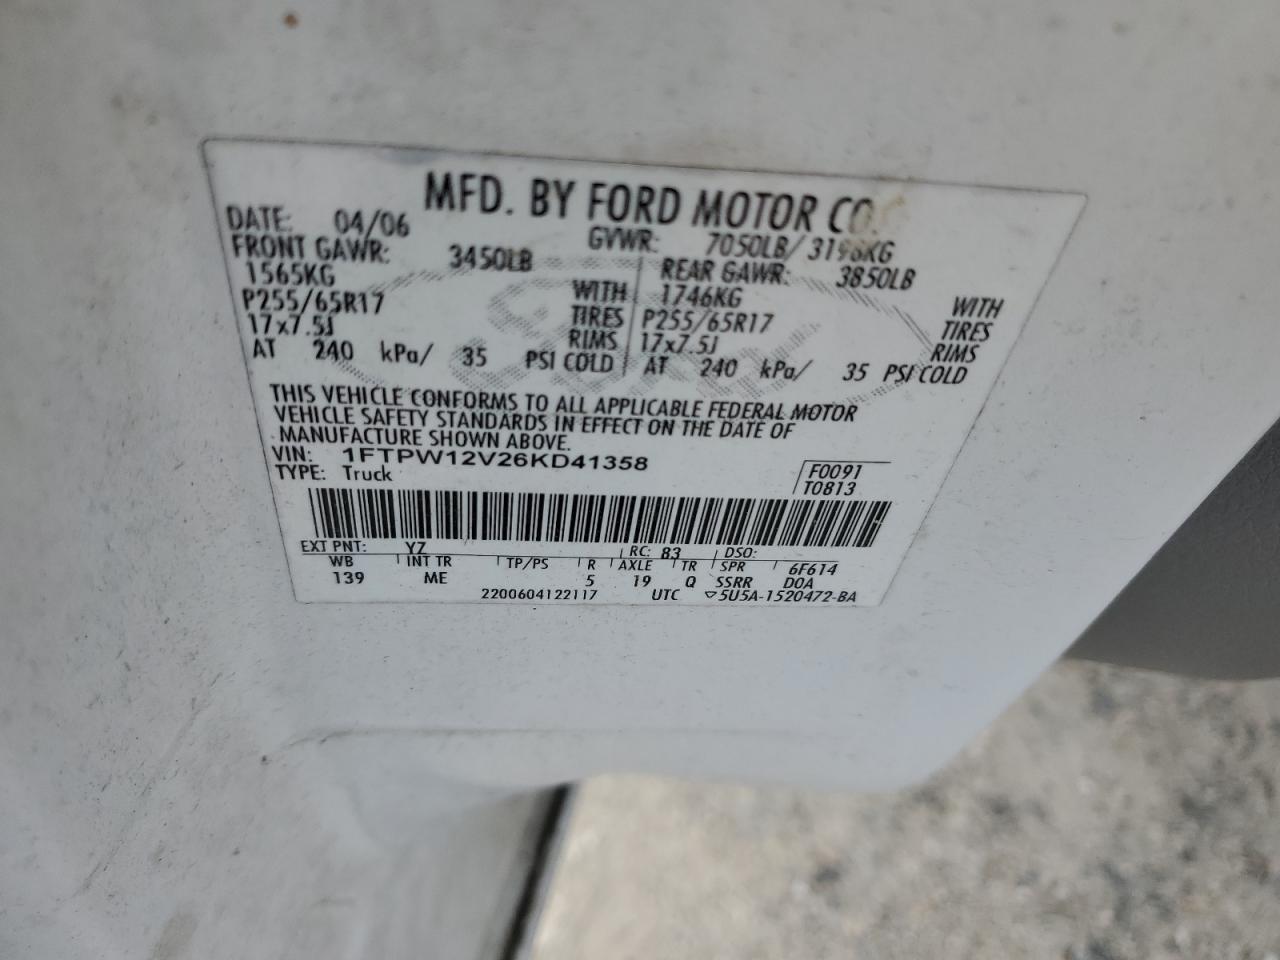 MFD. BY FORD MOTOR CO.
DATE: 04/06 GVWR: 7050LB/ 3198KG
FRONT GAWR: 3450LB REAR GAWR: 3850LB
1565KG WITH 1746KG WITH
P255/65R17 TIRES P255/65R17 TIRES
17x7.5J RIMS 17x7.5J RIMS
AT 240 kPa/ 35 PSI COLD AT 240 kPa/ 35 PSI COLD
THIS VEHICLE CONFORMS TO ALL APPLICABLE FEDERAL MOTOR
VEHICLE SAFETY STANDARDS IN EFFECT ON THE DATE OF
MANUFACTURE SHOWN ABOVE.
VIN: 1FTPW12V26KD41358 F0091
TYPE: Truck T0813
EXT PNT: YZ RC: 83 DSO:
WB INT TR TP/PS R AXLE TR SPR 6F614
139 ME 5 19 Q SSRR DOA
2200604122117 UTC ▽5U5A-1520472-BA